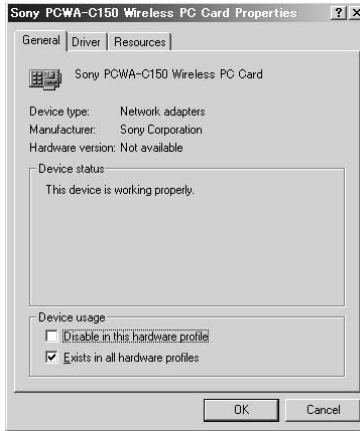 Sony PCWA-C150 Wireless PC Card Properties
General Driver Resources
Sony PCWA-C150 Wireless PC Card
Device type: Network adapters
Manufacturer: Sony Corporation
Hardware version: Not available
Device status
This device is working properly.
Device usage
Disable in this hardware profile
Exists in all hardware profiles
OK Cancel